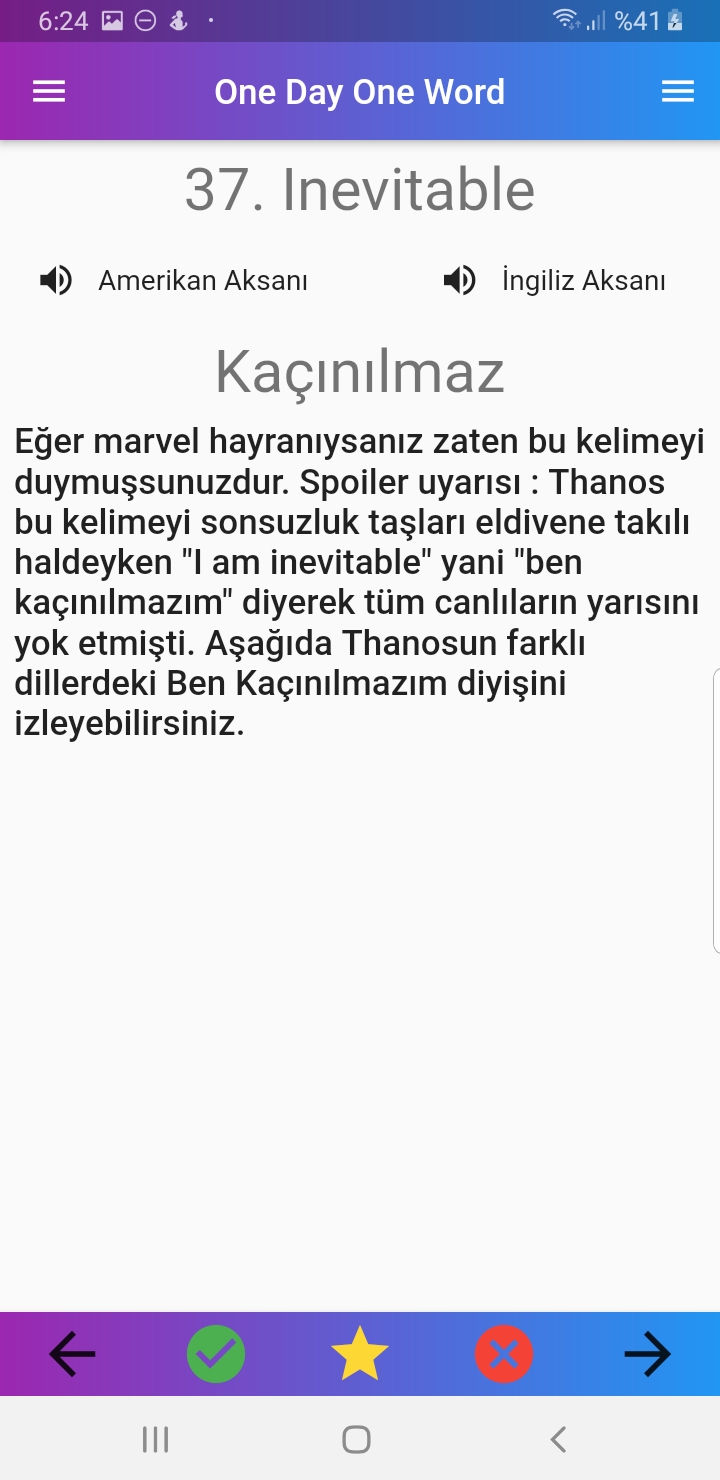 6:24
%41
One Day One Word
37. Inevitable
Amerikan Aksanı
İngiliz Aksanı
Kaçınılmaz
Eğer marvel hayranıysanız zaten bu kelimeyi
duymuşsunuzdur. Spoiler uyarısı : Thanos
bu kelimeyi sonsuzluk taşları eldivene takılı
haldeyken "I am inevitable" yani "ben
kaçınılmazım" diyerek tüm canlıların yarısını
yok etmişti. Aşağıda Thanosun farklı
dillerdeki Ben Kaçınılmazım diyişini
izleyebilirsiniz.